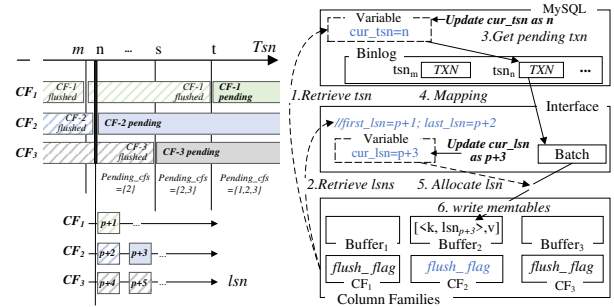 m n ... s t Tsn
CF1 CF-1 flushed CF-1 flushed CF-1 pending
CF2 CF-2 flushed CF-2 pending
CF3 CF-3 flushed CF-3 pending
Pending_cfs ={2} Pending_cfs ={2,3} Pending_cfs ={1,2,3}
CF1 p+1 ...
CF2 p+2 p+3 ...
CF3 p+4 p+5 ... lsn
MySQL
Variable
cur_tsn=n
Update cur_tsn as n
3.Get pending txn
Binlog
tsnm TXN tsnn TXN ...
1.Retrieve tsn
4. Mapping
Interface
//first_lsn=p+1; last_lsn=p+2
Variable
cur_lsn=p+3
Update cur_lsn
as p+3
Batch
2.Retrieve lsns
5. Allocate lsn
6. write memtables
[<k, lsnp+3>,v]
Buffer1 Buffer2 Buffer3
flush_flag flush_flag flush_flag
CF1 CF2 CF3
Column Families